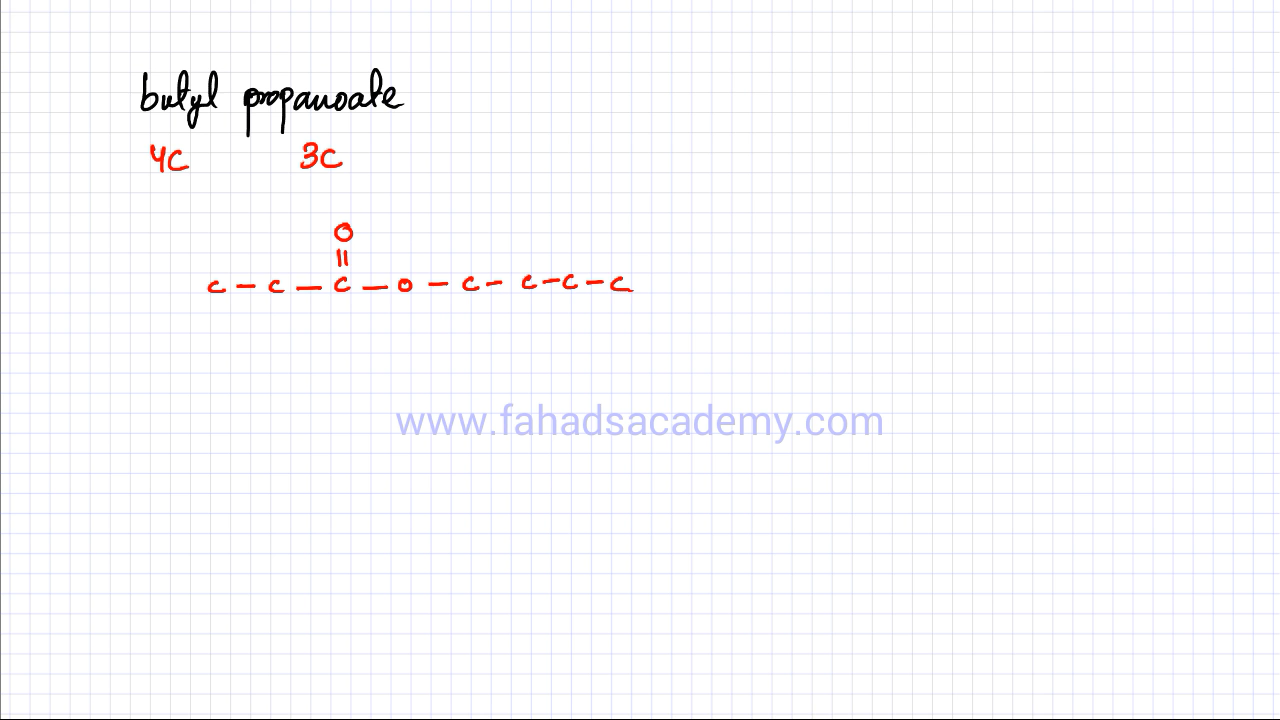 butyl propanoate
4C 3C
O
||
c - c - c - o - c - c - c - c
www.fahadsacademy.com